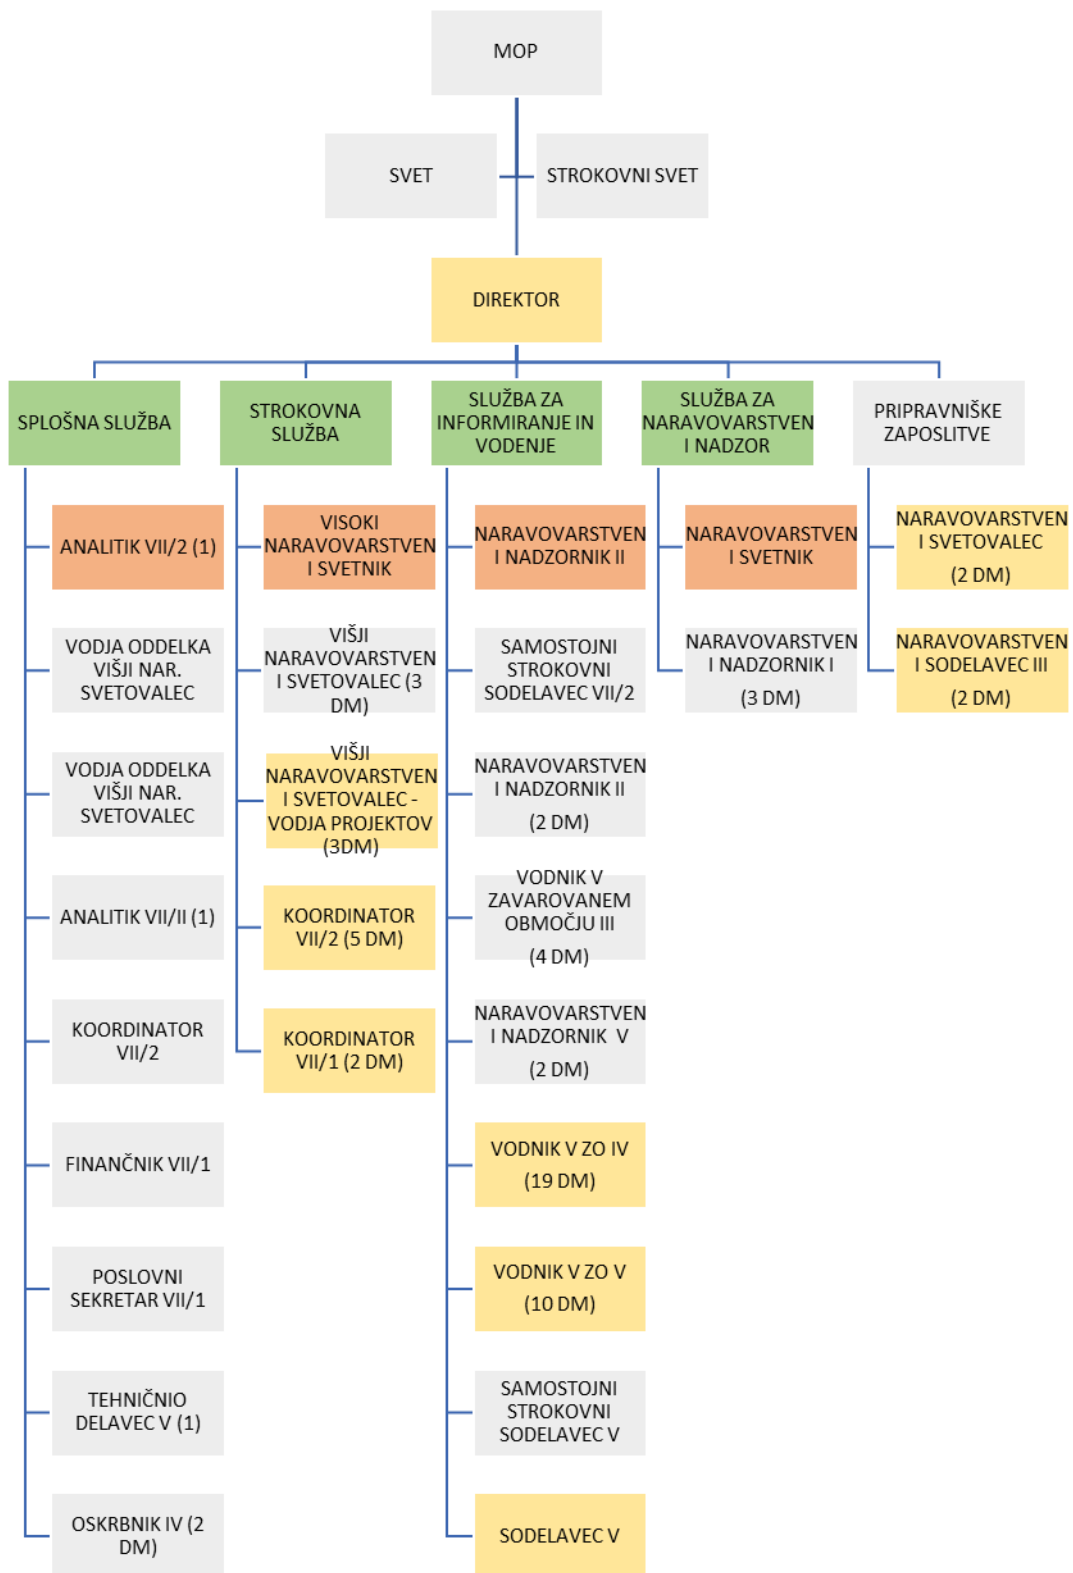 MOP
SVET
STROKOVNI SVET
DIREKTOR
SPLOŠNA SLUŽBA
STROKOVNA
SLUŽBA
SLUŽBA ZA
INFORMIRANJE IN
VODENJE
SLUŽBA ZA
NARAVOVARSTVEN
I NADZOR
PRIPRAVNIŠKE
ZAPOSLITVE
ANALITIK VII/2 (1)
VODJA ODDELKA
VIŠJI NAR.
SVETOVALEC
VODJA ODDELKA
VIŠJI NAR.
SVETOVALEC
ANALITIK VII/II (1)
KOORDINATOR
VII/2
FINANČNIK VII/1
POSLOVNI
SEKRETAR VII/1
TEHNIČNIO
DELAVEC V (1)
OSKRBNIK IV (2
DM)
VISOKI
NARAVOVARSTVEN
I SVETNIK
VIŠJI
NARAVOVARSTVEN
I SVETOVALEC (3
DM)
VIŠJI
NARAVOVARSTVEN
I SVETOVALEC -
VODJA PROJEKTOV
(3DM)
KOORDINATOR
VII/2 (5 DM)
KOORDINATOR
VII/1 (2 DM)
NARAVOVARSTVEN
I NADZORNIK II
SAMOSTOJNI
STROKOVNI
SODELAVEC VII/2
NARAVOVARSTVEN
I NADZORNIK II
(2 DM)
VODNIK V
ZAVAROVANEM
OBMOČJU III
(4 DM)
NARAVOVARSTVEN
I NADZORNIK  V
(2 DM)
VODNIK V ZO IV
(19 DM)
VODNIK V ZO V
(10 DM)
SAMOSTOJNI
STROKOVNI
SODELAVEC V
SODELAVEC V
NARAVOVARSTVEN
I SVETNIK
NARAVOVARSTVEN
I NADZORNIK I
(3 DM)
NARAVOVARSTVEN
I SVETOVALEC
(2 DM)
NARAVOVARSTVEN
I SODELAVEC III
(2 DM)